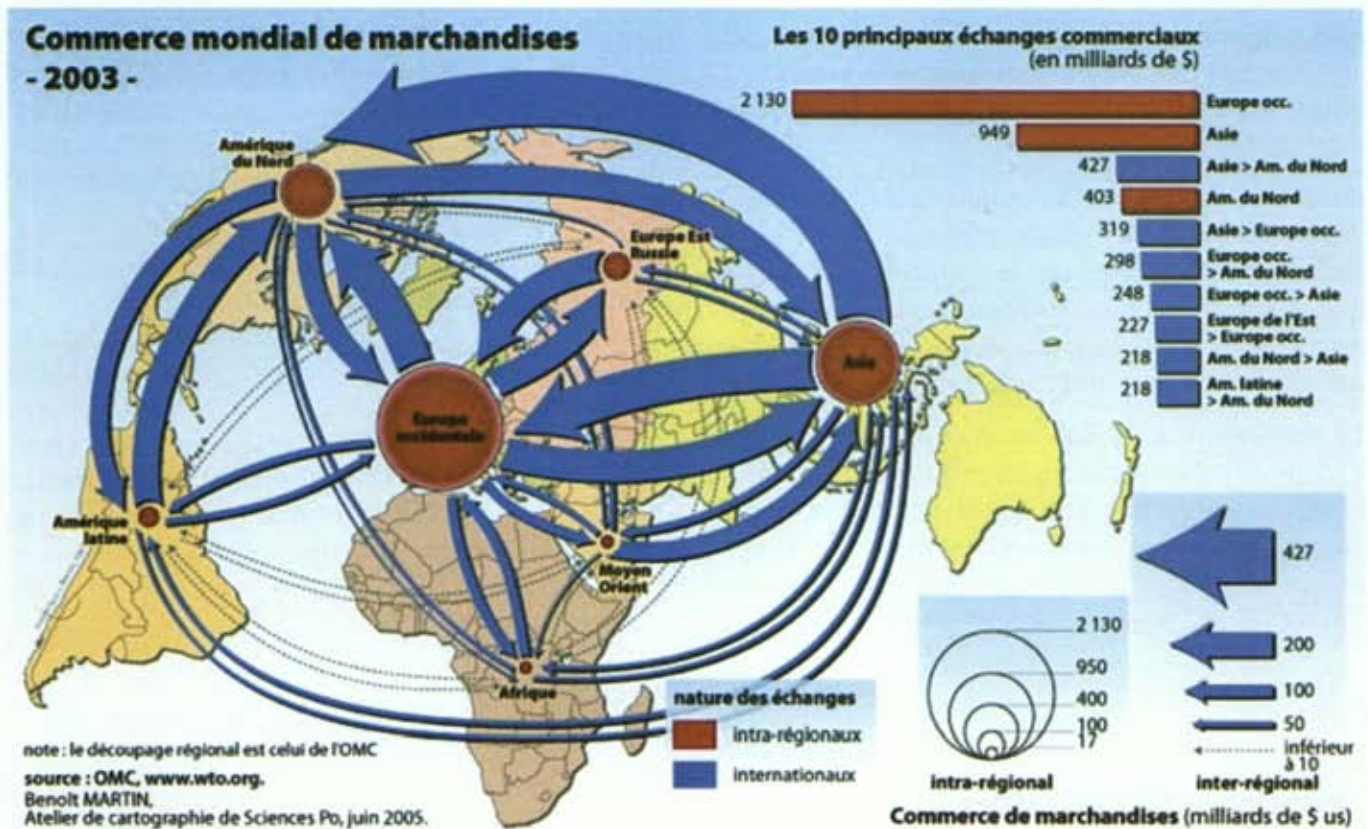 Commerce mondial de marchandises
- 2003 -
Les 10 principaux échanges commerciaux
(en milliards de $)
2 130 Europe occ.
949 Asie
427 Asie > Am. du Nord
403 Am. du Nord
319 Asie > Europe occ.
298 Europe occ.
> Am. du Nord
248 Europe occ. > Asie
227 Europe de l'Est
> Europe occ.
218 Am. du Nord > Asie
218 Am. latine
> Am. du Nord
Amérique
du Nord
Europe Est
Russie
Asie
Europe
occidentale
Amérique
latine
Moyen
Orient
Afrique
nature des échanges
intra-régionaux
internationaux
2 130
950
400
100
17
intra-régional
427
200
100
50
inférieur
à 10
inter-régional
Commerce de marchandises (milliards de $ us)
note : le découpage régional est celui de l'OMC
source : OMC, www.wto.org.
Benoît MARTIN,
Atelier de cartographie de Sciences Po, juin 2005.